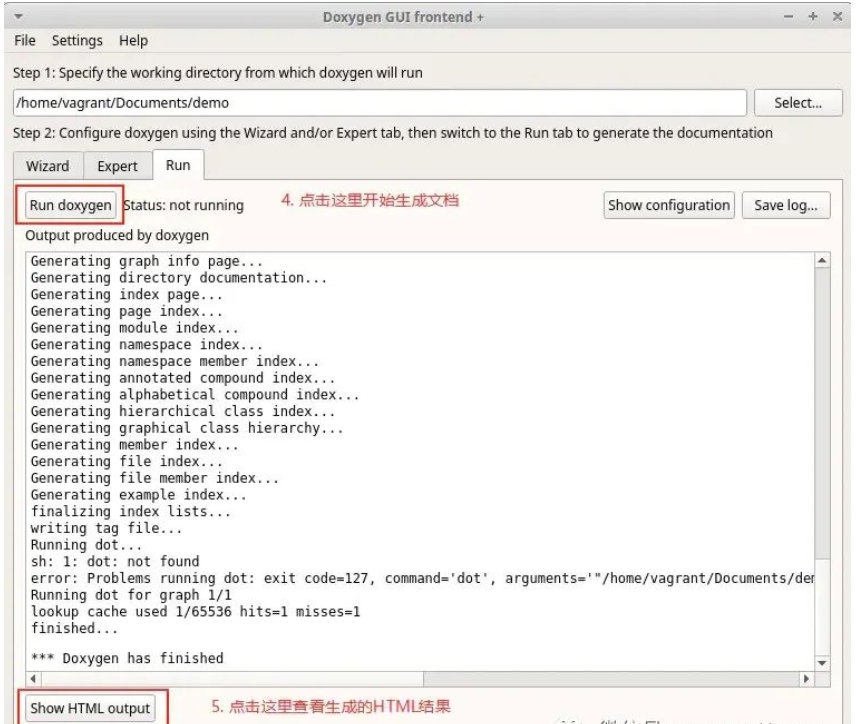 Doxygen GUI frontend +
File Settings Help
Step 1: Specify the working directory from which doxygen will run
/home/vagrant/Documents/demo Select...
Step 2: Configure doxygen using the Wizard and/or Expert tab, then switch to the Run tab to generate the documentation
Wizard Expert Run
Run doxygen Status: not running 4. 点击这里开始生成文档 Show configuration Save log...
Output produced by doxygen
Generating graph info page...
Generating directory documentation...
Generating index page...
Generating page index...
Generating module index...
Generating namespace index...
Generating namespace member index...
Generating annotated compound index...
Generating alphabetical compound index...
Generating hierarchical class index...
Generating graphical class hierarchy...
Generating member index...
Generating file index...
Generating file member index...
Generating example index...
finalizing index lists...
writing tag file...
Running dot...
sh: 1: dot: not found
error: Problems running dot: exit code=127, command='dot', arguments='"/home/vagrant/Documents/
Running dot for graph 1/1
lookup cache used 1/65536 hits=1 misses=1
finished...
*** Doxygen has finished
Show HTML output 5. 点击这里查看生成的HTML结果